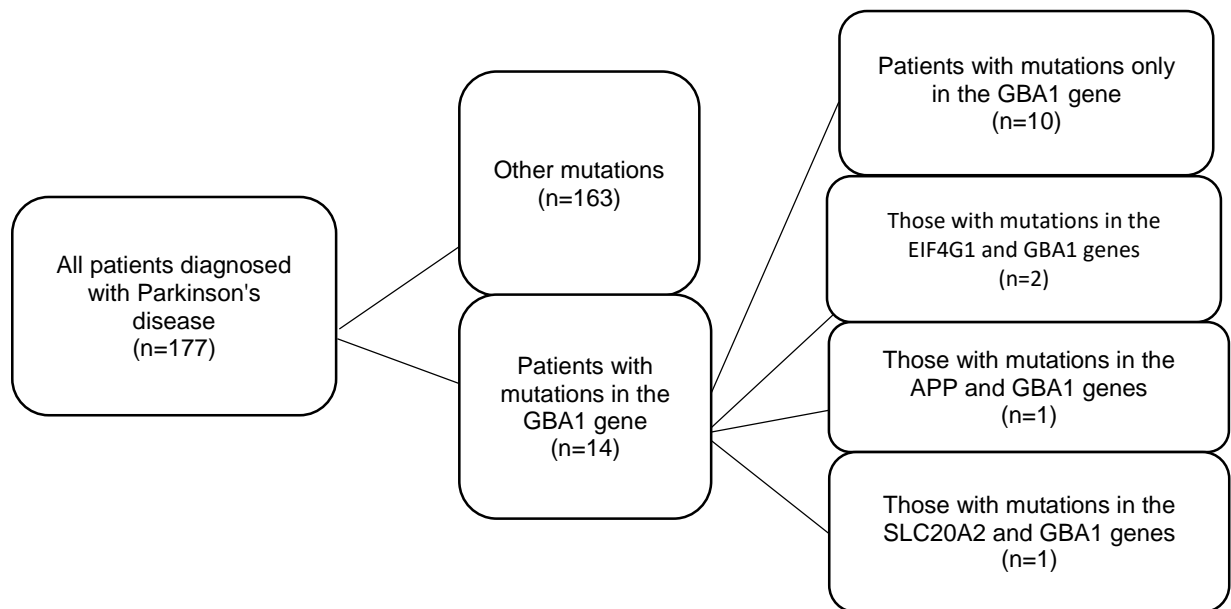 All patients diagnosed
with Parkinson's
disease
(n=177)
Other mutations
(n=163)
Patients with
mutations in the
GBA1 gene
(n=14)
Patients with mutations only
in the GBA1 gene
(n=10)
Those with mutations in the
EIF4G1 and GBA1 genes
(n=2)
Those with mutations in the
APP and GBA1 genes
(n=1)
Those with mutations in the
SLC20A2 and GBA1 genes
(n=1)